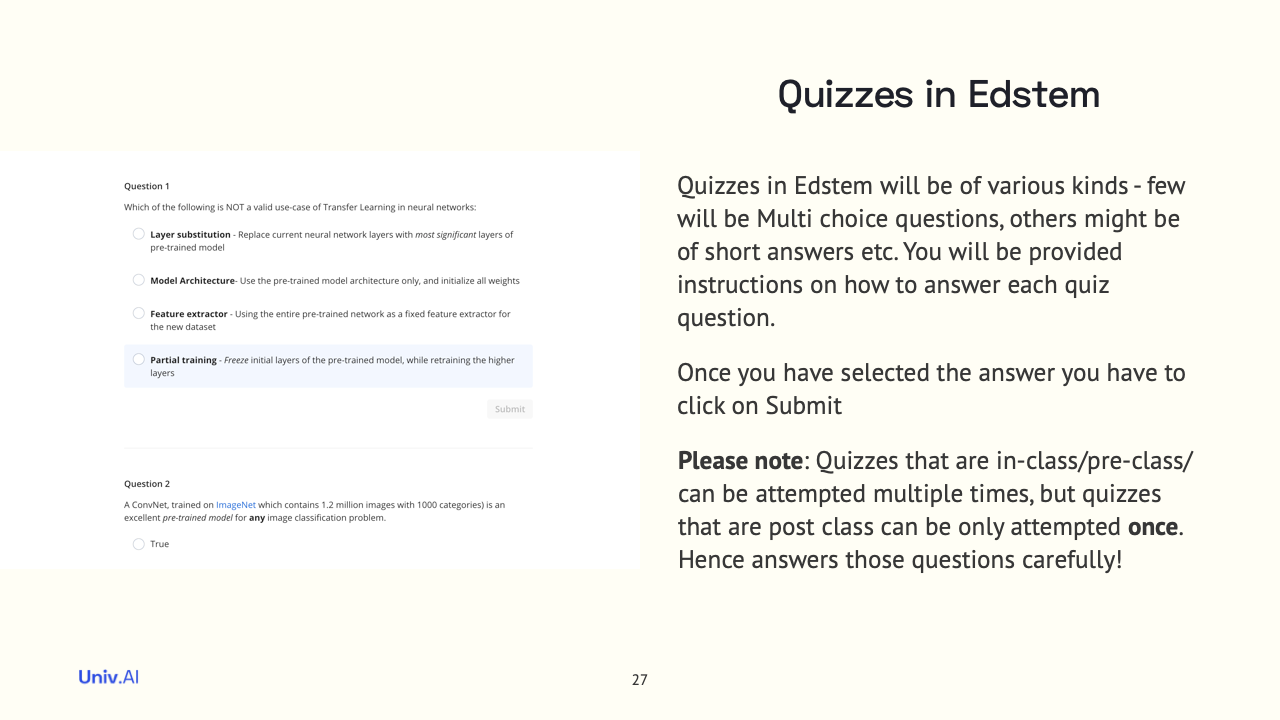 Quizzes in Edstem
Question 1
Which of the following is NOT a valid use-case of Transfer Learning in neural networks:
Layer substitution - Replace current neural network layers with most significant layers of
pre-trained model
Model Architecture- Use the pre-trained model architecture only, and initialize all weights
Feature extractor - Using the entire pre-trained network as a fixed feature extractor for
the new dataset
Partial training - Freeze initial layers of the pre-trained model, while retraining the higher
layers
Submit
Question 2
A ConvNet, trained on ImageNet which contains 1.2 million images with 1000 categories) is an
excellent pre-trained model for any image classification problem.
True
Quizzes in Edstem will be of various kinds - few
will be Multi choice questions, others might be
of short answers etc. You will be provided
instructions on how to answer each quiz
question.
Once you have selected the answer you have to
click on Submit
Please note: Quizzes that are in-class/pre-class/
can be attempted multiple times, but quizzes
that are post class can be only attempted once.
Hence answers those questions carefully!
Univ.AI
27